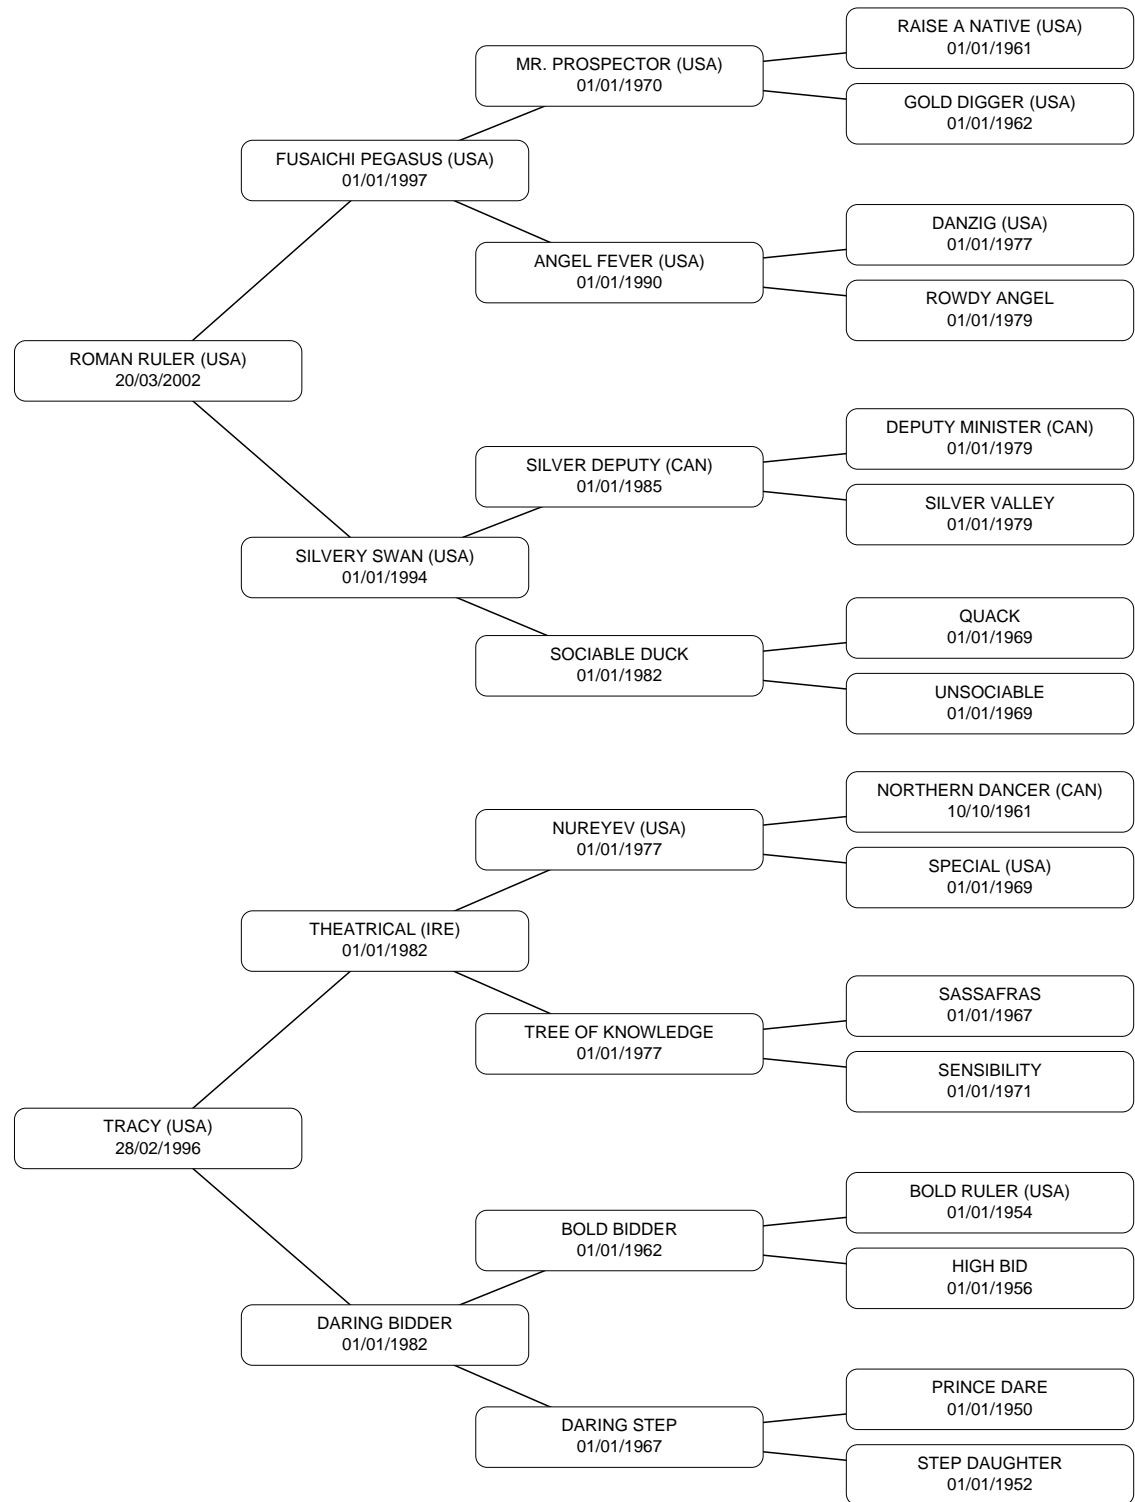 RAISE A NATIVE (USA)
01/01/1961
MR. PROSPECTOR (USA)
01/01/1970
GOLD DIGGER (USA)
01/01/1962
FUSAICHI PEGASUS (USA)
01/01/1997
DANZIG (USA)
01/01/1977
ANGEL FEVER (USA)
01/01/1990
ROWDY ANGEL
01/01/1979
ROMAN RULER (USA)
20/03/2002
DEPUTY MINISTER (CAN)
01/01/1979
SILVER DEPUTY (CAN)
01/01/1985
SILVER VALLEY
01/01/1979
SILVERY SWAN (USA)
01/01/1994
QUACK
01/01/1969
SOCIABLE DUCK
01/01/1982
UNSOCIABLE
01/01/1969
NORTHERN DANCER (CAN)
10/10/1961
NUREYEV (USA)
01/01/1977
SPECIAL (USA)
01/01/1969
THEATRICAL (IRE)
01/01/1982
SASSAFRAS
01/01/1967
TREE OF KNOWLEDGE
01/01/1977
SENSIBILITY
01/01/1971
TRACY (USA)
28/02/1996
BOLD RULER (USA)
01/01/1954
BOLD BIDDER
01/01/1962
HIGH BID
01/01/1956
DARING BIDDER
01/01/1982
PRINCE DARE
01/01/1950
DARING STEP
01/01/1967
STEP DAUGHTER
01/01/1952